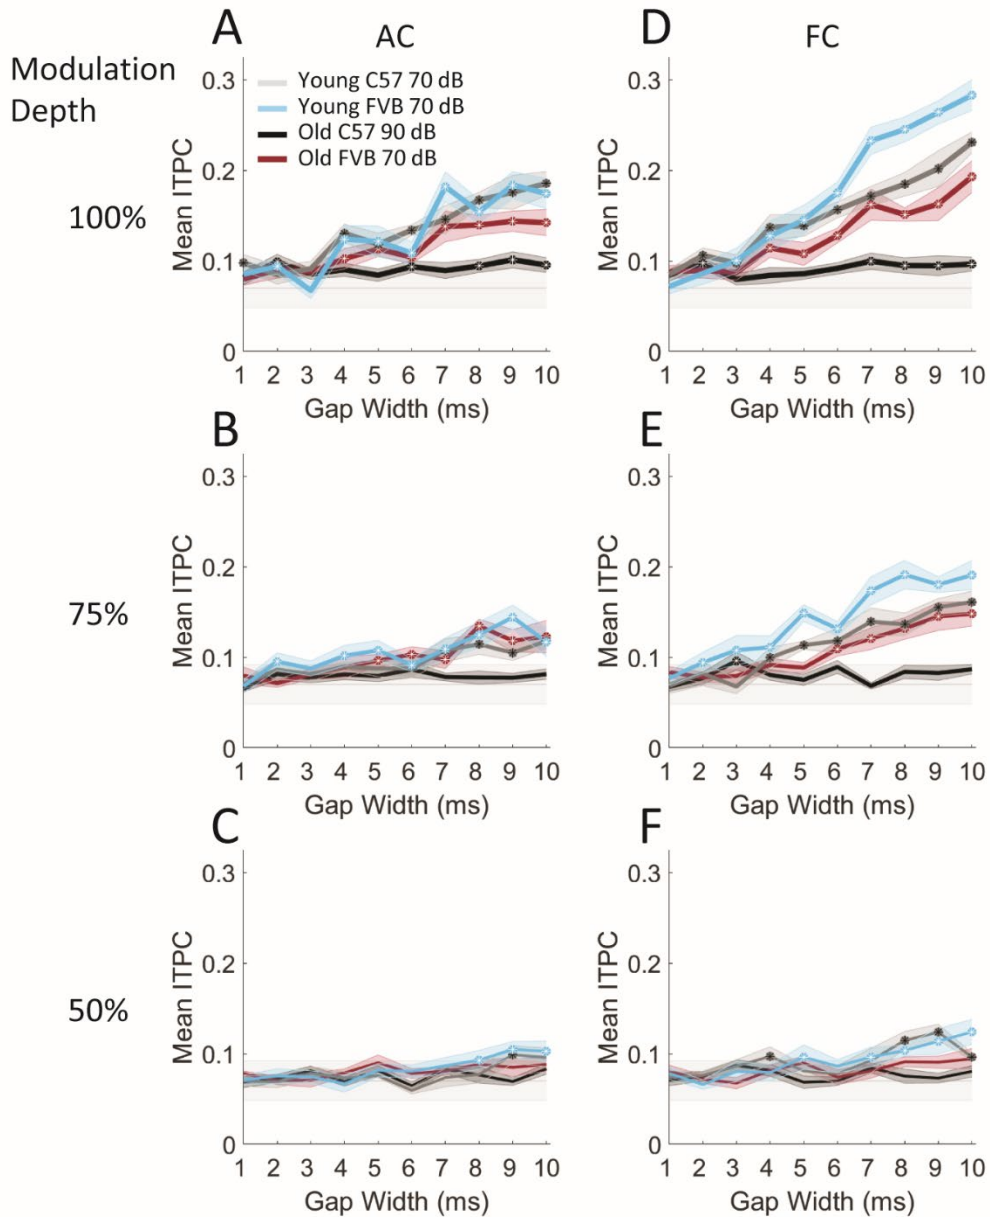 A
AC
D
FC
Modulation
Depth
Young C57 70 dB
Young FVB 70 dB
Old C57 90 dB
Old FVB 70 dB
100%
Mean ITPC
0.3
0.2
0.1
0
1 2 3 4 5 6 7 8 9 10
Gap Width (ms)
Mean ITPC
0.3
0.2
0.1
0
1 2 3 4 5 6 7 8 9 10
Gap Width (ms)
B
E
75%
Mean ITPC
0.3
0.2
0.1
0
1 2 3 4 5 6 7 8 9 10
Gap Width (ms)
Mean ITPC
0.3
0.2
0.1
0
1 2 3 4 5 6 7 8 9 10
Gap Width (ms)
C
F
50%
Mean ITPC
0.3
0.2
0.1
0
1 2 3 4 5 6 7 8 9 10
Gap Width (ms)
Mean ITPC
0.3
0.2
0.1
0
1 2 3 4 5 6 7 8 9 10
Gap Width (ms)